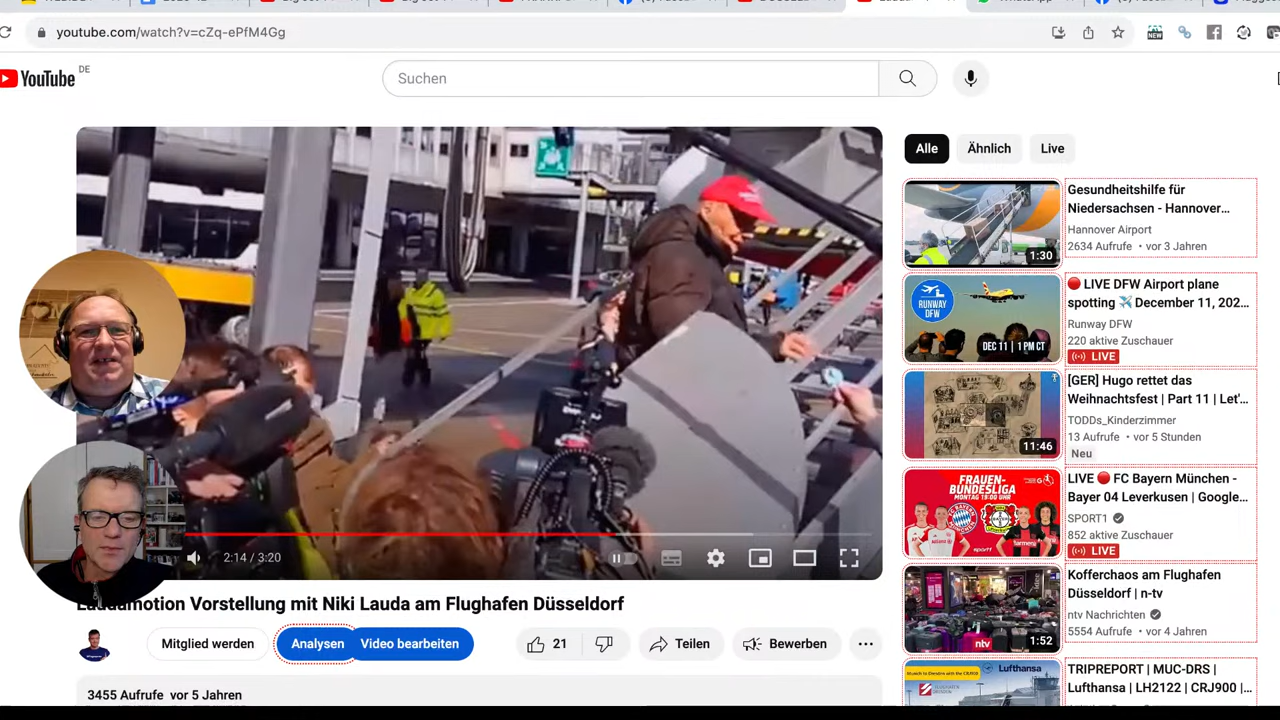 youtube.com/watch?v=cZq-ePfM4Gg
NEW
YouTube DE
Suchen
Alle
Ähnlich
Live
Gesundheitshilfe für
Niedersachsen - Hannover...
Hannover Airport
2634 Aufrufe • vor 3 Jahren
1:30
🔴 LIVE DFW Airport plane
spotting ✈️ December 11, 202...
Runway DFW
220 aktive Zuschauer
LIVE
RUNWAY
DFW
DEC 11 | 1 PM CT
[GER] Hugo rettet das
Weihnachtsfest | Part 11 | Let'...
TODDs_Kinderzimmer
13 Aufrufe • vor 5 Stunden
Neu
11:46
LIVE 🔴 FC Bayern München -
Bayer 04 Leverkusen | Google...
SPORT1
852 aktive Zuschauer
LIVE
FRAUEN-
BUNDESLIGA
MONTAG 19:00 UHR
Kofferchaos am Flughafen
Düsseldorf | n-tv
ntv Nachrichten
5554 Aufrufe • vor 4 Jahren
ntv
1:52
TRIPREPORT | MUC-DRS |
Lufthansa | LH2122 | CRJ900 |...
Lufthansa
2:14 / 3:20
Laudamotion Vorstellung mit Niki Lauda am Flughafen Düsseldorf
Mitglied werden
Analysen
Video bearbeiten
21
Teilen
Bewerben
3455 Aufrufe vor 5 Jahren